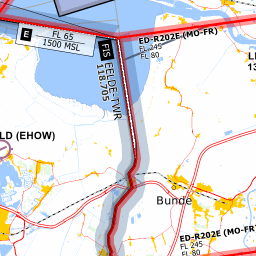 E
FL 65
1500 MSL
FIS
EELDE-TWR
118.705
ED-R202E (MO-FR)
FL 245
FL 80
LD (EHOW)
Bunde
ED-R202E (MO-FR
FL 245
FL 80